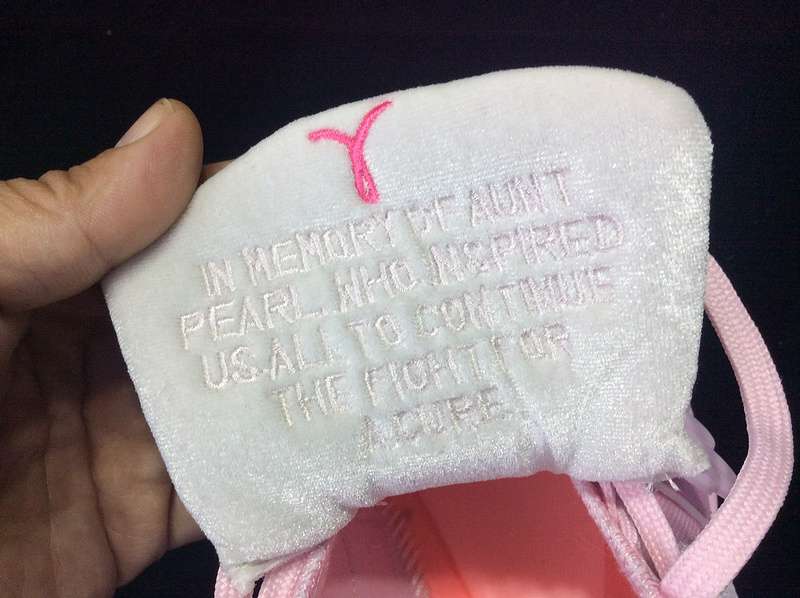 IN MEMORY OF AUNT
PEARL WHO INSPIRED
US ALL TO CONTINUE
THE FIGHT FOR
A CURE